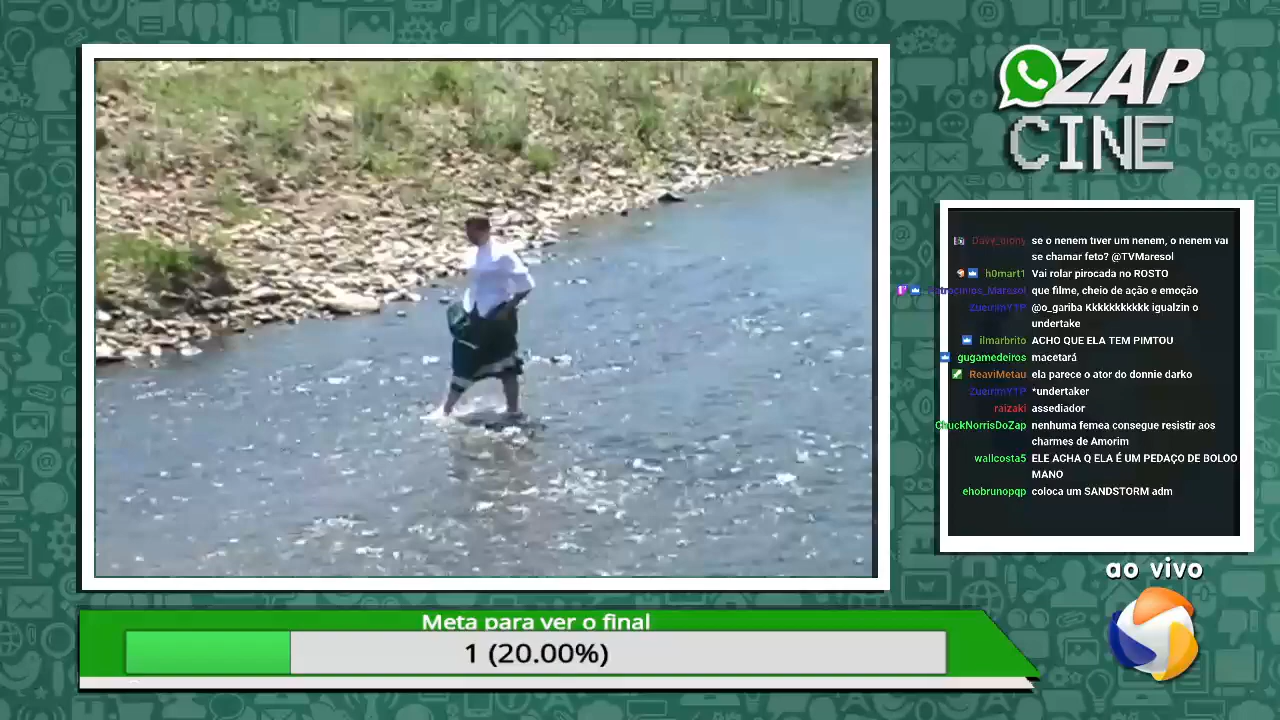 ZAP
CINE
Davy_diony se o nenem tiver um nenem, o nenem vai
se chamar feto? @TVMaresol
h0mart1 Vai rolar pirocada no ROSTO
Patrocinios_Maresol que filme, cheio de ação e emoção
ZueirimYTP @o_gariba Kkkkkkkkkkk igualzin o
undertake
ilmarbrito ACHO QUE ELA TEM PIMTOU
gugamedeiros macetará
ReaviMetau ela parece o ator do donnie darko
ZueirimYTP *undertaker
raizaki assediador
ChuckNorrisDoZap nenhuma femea consegue resistir aos
charmes de Amorim
wallcosta5 ELE ACHA Q ELA É UM PEDAÇO DE BOLOO
MANO
ehobrunopqp coloca um SANDSTORM adm
ao vivo
Meta para ver o final
1 (20.00%)